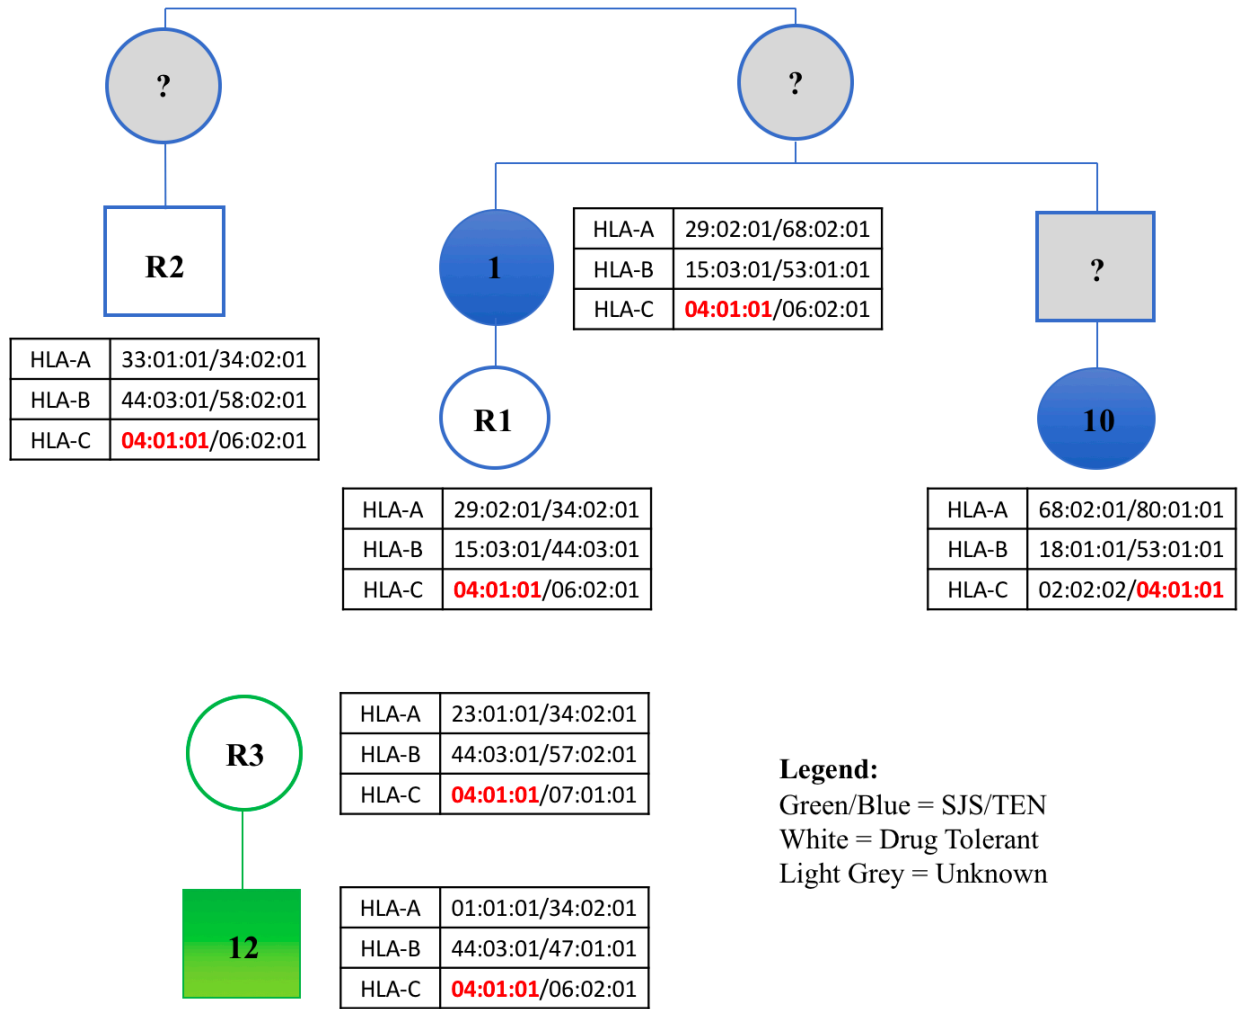 ?
?
R2
1
?
HLA-A 29:02:01/68:02:01
HLA-B 15:03:01/53:01:01
HLA-C 04:01:01/06:02:01
HLA-A 33:01:01/34:02:01
HLA-B 44:03:01/58:02:01
HLA-C 04:01:01/06:02:01
R1
10
HLA-A 29:02:01/34:02:01
HLA-B 15:03:01/44:03:01
HLA-C 04:01:01/06:02:01
HLA-A 68:02:01/80:01:01
HLA-B 18:01:01/53:01:01
HLA-C 02:02:02/04:01:01
R3
HLA-A 23:01:01/34:02:01
HLA-B 44:03:01/57:02:01
HLA-C 04:01:01/07:01:01
12
HLA-A 01:01:01/34:02:01
HLA-B 44:03:01/47:01:01
HLA-C 04:01:01/06:02:01
Legend:
Green/Blue = SJS/TEN
White = Drug Tolerant
Light Grey = Unknown